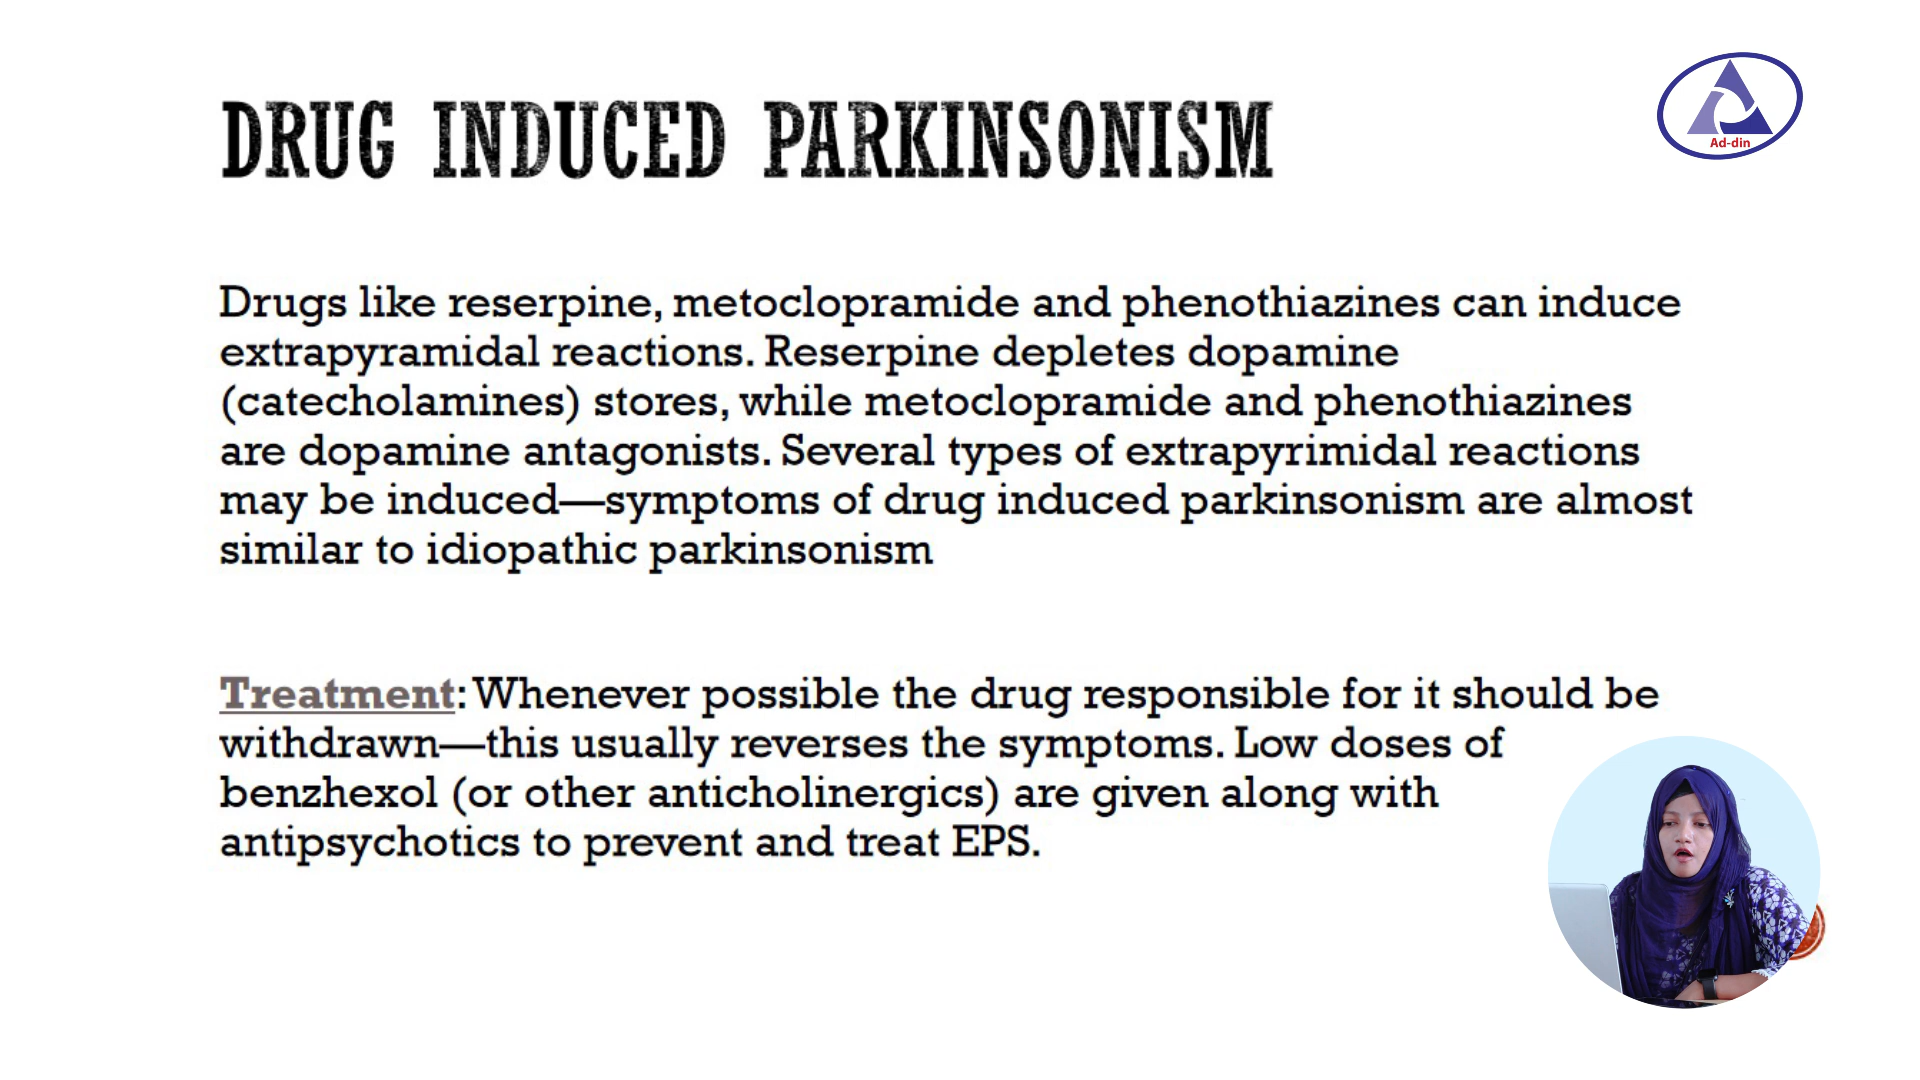 DRUG INDUCED PARKINSONISM
Ad-din
Drugs like reserpine, metoclopramide and phenothiazines can induce
extrapyramidal reactions. Reserpine depletes dopamine
(catecholamines) stores, while metoclopramide and phenothiazines
are dopamine antagonists. Several types of extrapyrimidal reactions
may be induced—symptoms of drug induced parkinsonism are almost
similar to idiopathic parkinsonism
Treatment: Whenever possible the drug responsible for it should be
withdrawn—this usually reverses the symptoms. Low doses of
benzhexol (or other anticholinergics) are given along with
antipsychotics to prevent and treat EPS.